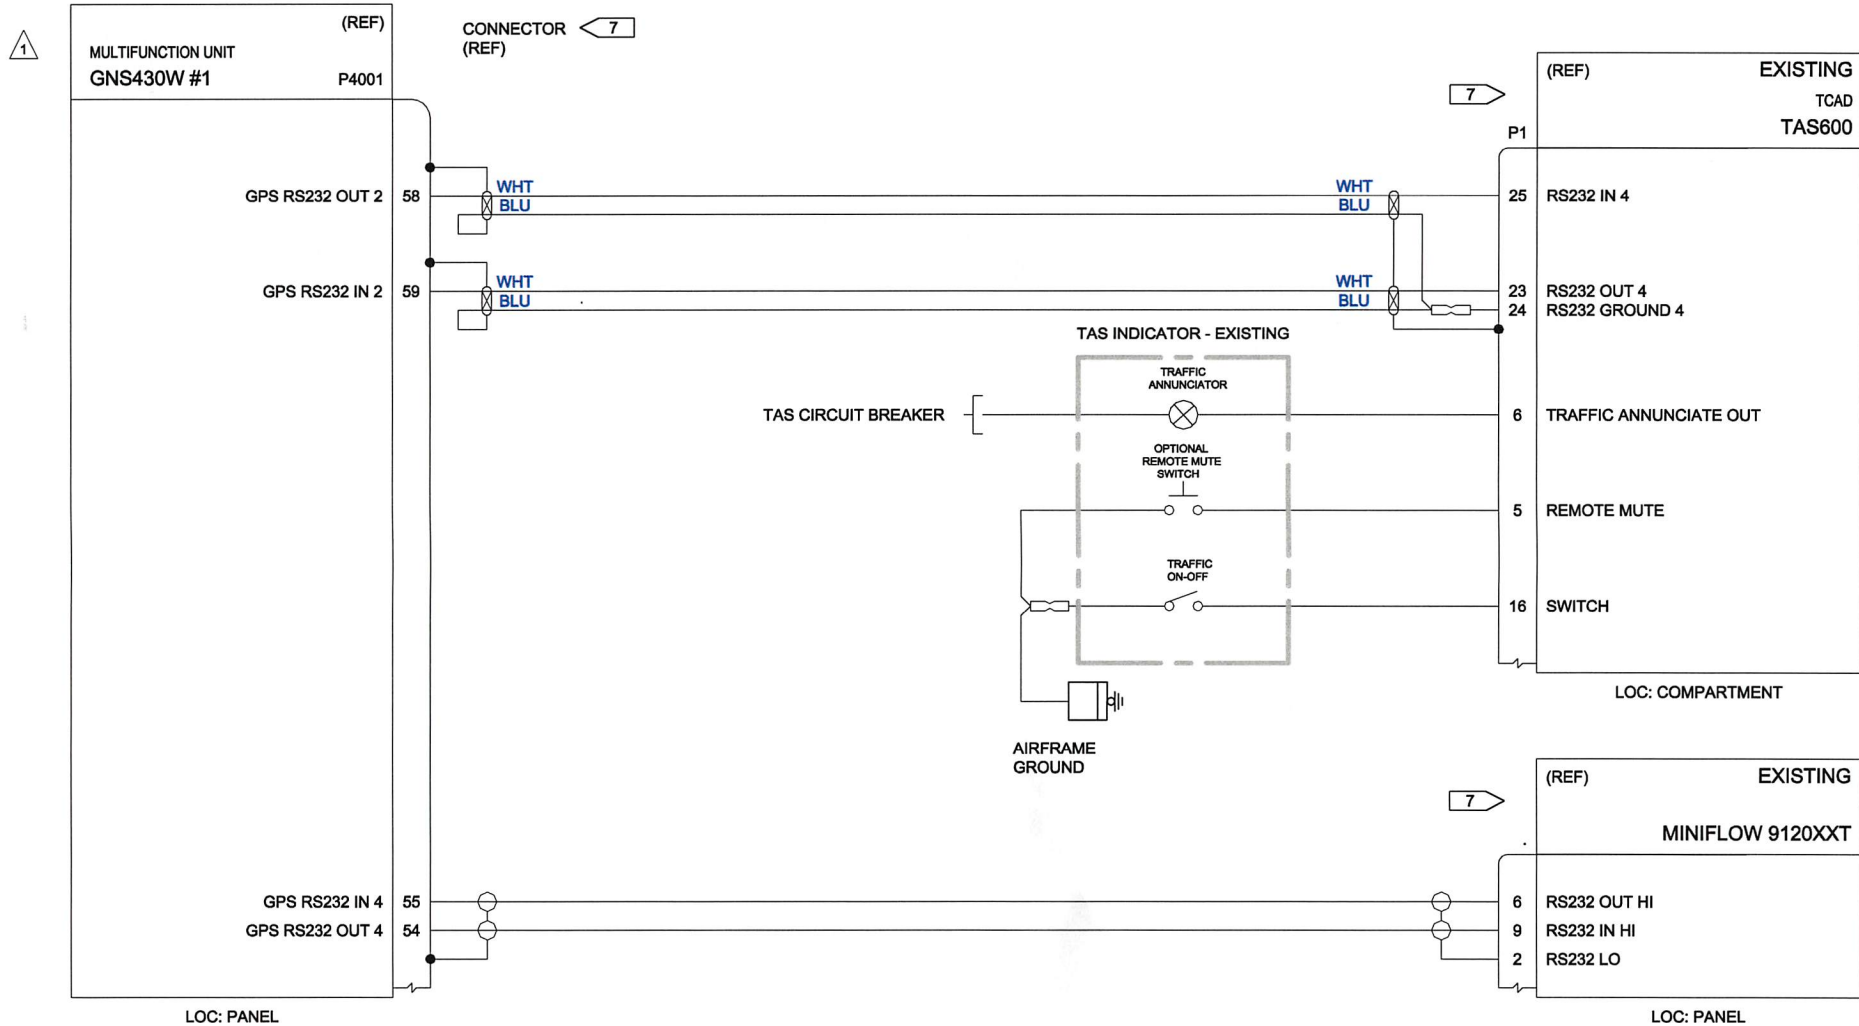 1
(REF)
MULTIFUNCTION UNIT
GNS430W #1
P4001
CONNECTOR
(REF)
7
7
(REF)
EXISTING
TCAD
TAS600
P1
GPS RS232 OUT 2
58
WHT
BLU
WHT
BLU
25
RS232 IN 4
GPS RS232 IN 2
59
WHT
BLU
WHT
BLU
23
RS232 OUT 4
24
RS232 GROUND 4
TAS INDICATOR - EXISTING
TRAFFIC
ANNUNCIATOR
TAS CIRCUIT BREAKER
6
TRAFFIC ANNUNCIATE OUT
OPTIONAL
REMOTE MUTE
SWITCH
5
REMOTE MUTE
TRAFFIC
ON-OFF
16
SWITCH
LOC: COMPARTMENT
AIRFRAME
GROUND
7
(REF)
EXISTING
MINIFLOW 9120XXT
GPS RS232 IN 4
55
6
RS232 OUT HI
GPS RS232 OUT 4
54
9
RS232 IN HI
2
RS232 LO
LOC: PANEL
LOC: PANEL